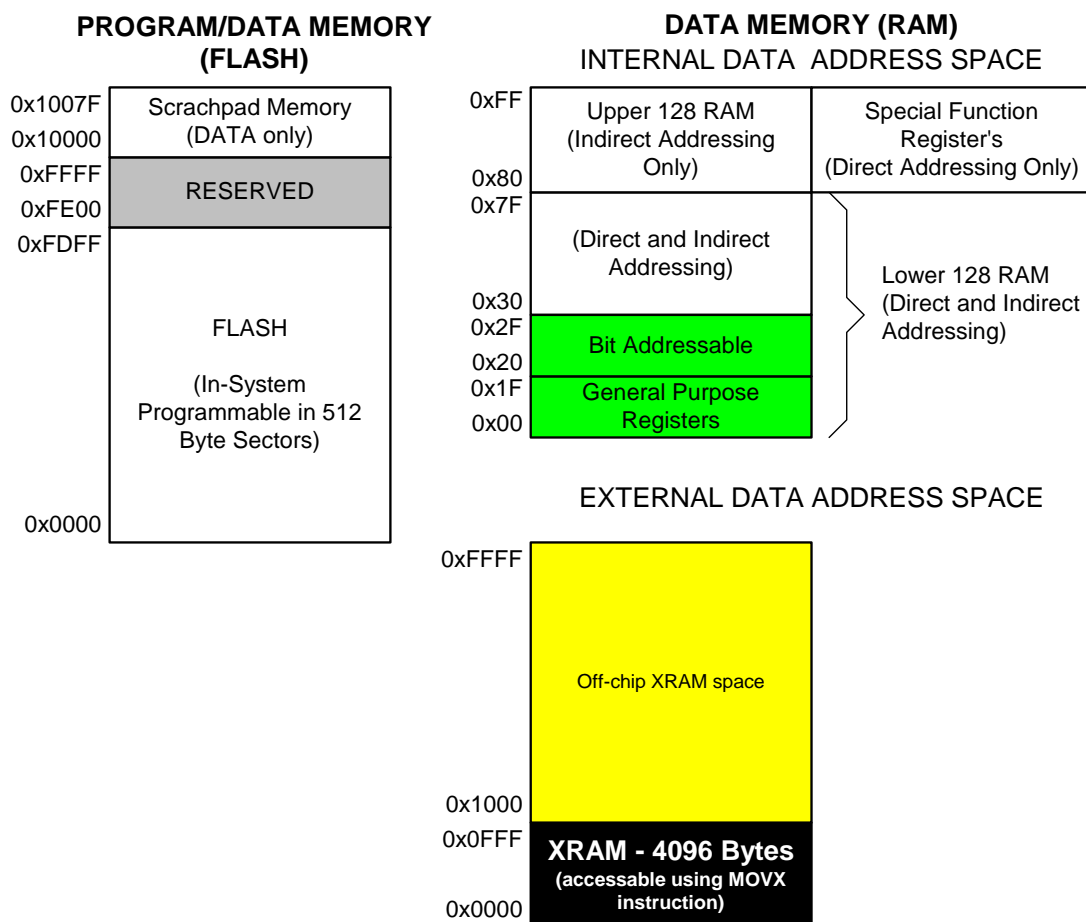 PROGRAM/DATA MEMORY
(FLASH)
0x1007F
Scrachpad Memory
(DATA only)
0x10000
0xFFFF
RESERVED
0xFE00
0xFDFF
FLASH
(In-System
Programmable in 512
Byte Sectors)
0x0000
DATA MEMORY (RAM)
INTERNAL DATA ADDRESS SPACE
0xFF
Upper 128 RAM
(Indirect Addressing
Only)
Special Function
Register's
(Direct Addressing Only)
0x80
0x7F
(Direct and Indirect
Addressing)
0x30
Lower 128 RAM
(Direct and Indirect
Addressing)
0x2F
Bit Addressable
0x20
0x1F
General Purpose
Registers
0x00
EXTERNAL DATA ADDRESS SPACE
0xFFFF
Off-chip XRAM space
0x1000
0x0FFF
XRAM - 4096 Bytes
(accessable using MOVX
instruction)
0x0000